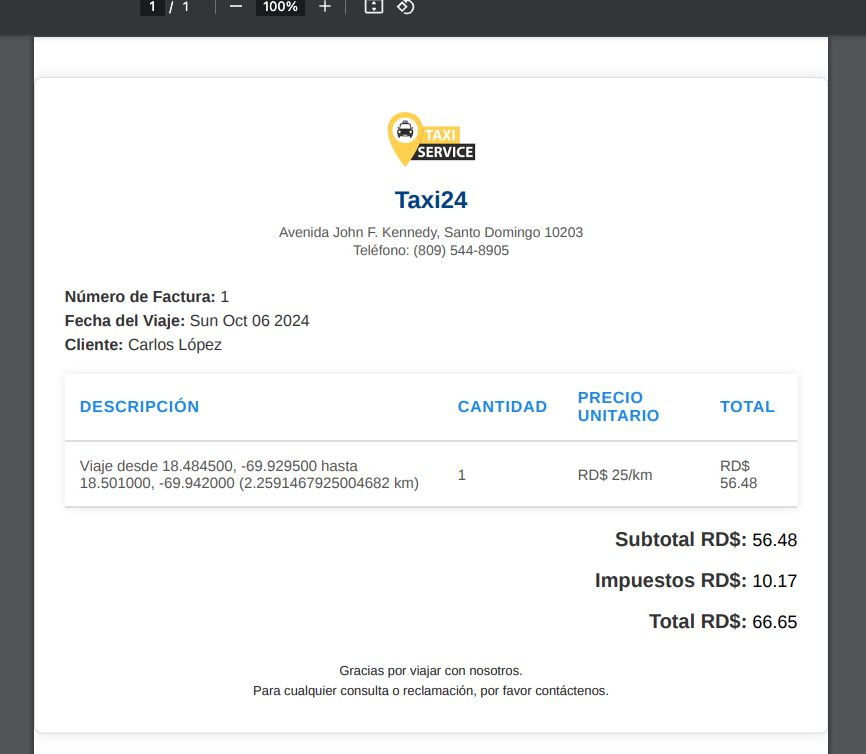 1 / 1 100%
TAXI
SERVICE
Taxi24
Avenida John F. Kennedy, Santo Domingo 10203
Teléfono: (809) 544-8905
Número de Factura: 1
Fecha del Viaje: Sun Oct 06 2024
Cliente: Carlos López
DESCRIPCIÓN CANTIDAD PRECIO UNITARIO TOTAL
Viaje desde 18.484500, -69.929500 hasta
18.501000, -69.942000 (2.2591467925004682 km)
1
RD$ 25/km
RD$
56.48
Subtotal RD$: 56.48
Impuestos RD$: 10.17
Total RD$: 66.65
Gracias por viajar con nosotros.
Para cualquier consulta o reclamación, por favor contáctenos.